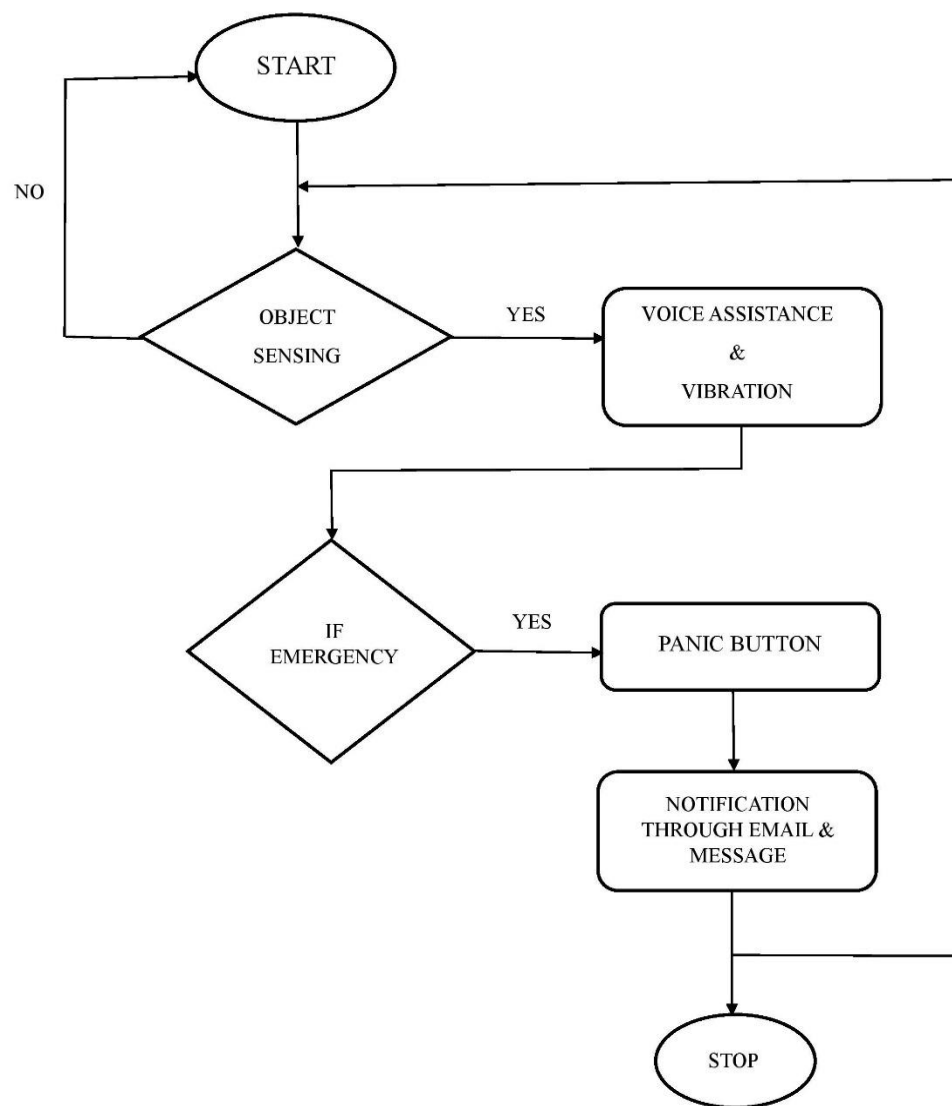 START
NO
OBJECT
SENSING
YES
VOICE ASSISTANCE
&
VIBRATION
IF
EMERGENCY
YES
PANIC BUTTON
NOTIFICATION
THROUGH EMAIL &
MESSAGE
STOP